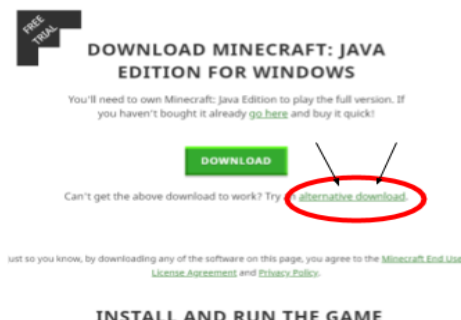 FREE
TRIAL
DOWNLOAD MINECRAFT: JAVA
EDITION FOR WINDOWS
You'll need to own Minecraft: Java Edition to play the full version. If
you haven't bought it already go here and buy it quick!
DOWNLOAD
Can't get the above download to work? Try alternative download.
ust so you know, by downloading any of the software on this page, you agree to the Minecraft End Use
License Agreement and Privacy Policy.
INSTALL AND RUN THE GAME